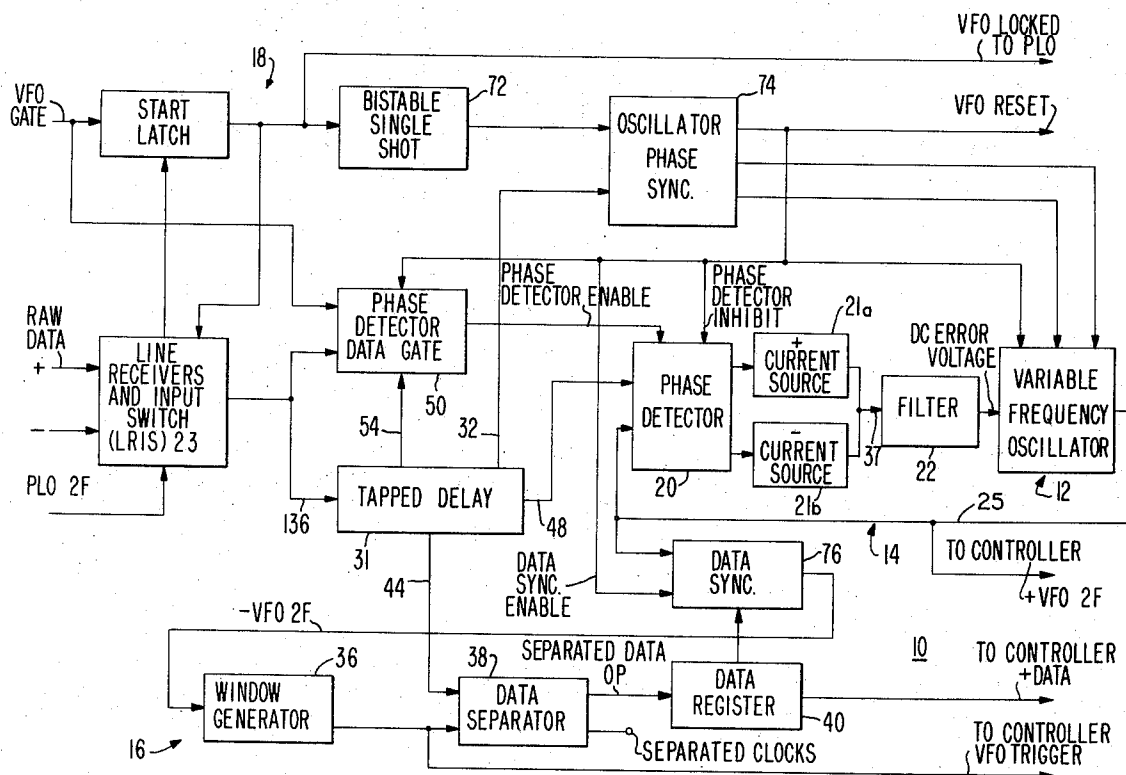 VFO LOCKED
TO PLO
18
72
74
VFO
GATE
START
LATCH
BISTABLE
SINGLE
SHOT
OSCILLATOR
PHASE
SYNC.
VFO RESET
RAW
DATA
+
−
LINE
RECEIVERS
AND INPUT
SWITCH
(LRIS) 23
PLO 2F
PHASE
DETECTOR
DATA GATE
50
54
32
PHASE
DETECTOR ENABLE
PHASE
DETECTOR
INHIBIT
21a
+
CURRENT
SOURCE
DC ERROR
VOLTAGE
PHASE
DETECTOR
20
−
CURRENT
SOURCE
21b
37
FILTER
22
VARIABLE
FREQUENCY
OSCILLATOR
12
136
TAPPED DELAY
31
48
44
14
25
TO CONTROLLER
+VFO 2F
DATA
SYNC.
ENABLE
DATA
SYNC.
76
−VFO 2F
36
WINDOW
GENERATOR
16
38
DATA
SEPARATOR
SEPARATED DATA
OP.
SEPARATED CLOCKS
DATA
REGISTER
40
10
TO CONTROLLER
+DATA
TO CONTROLLER
VFO TRIGGER